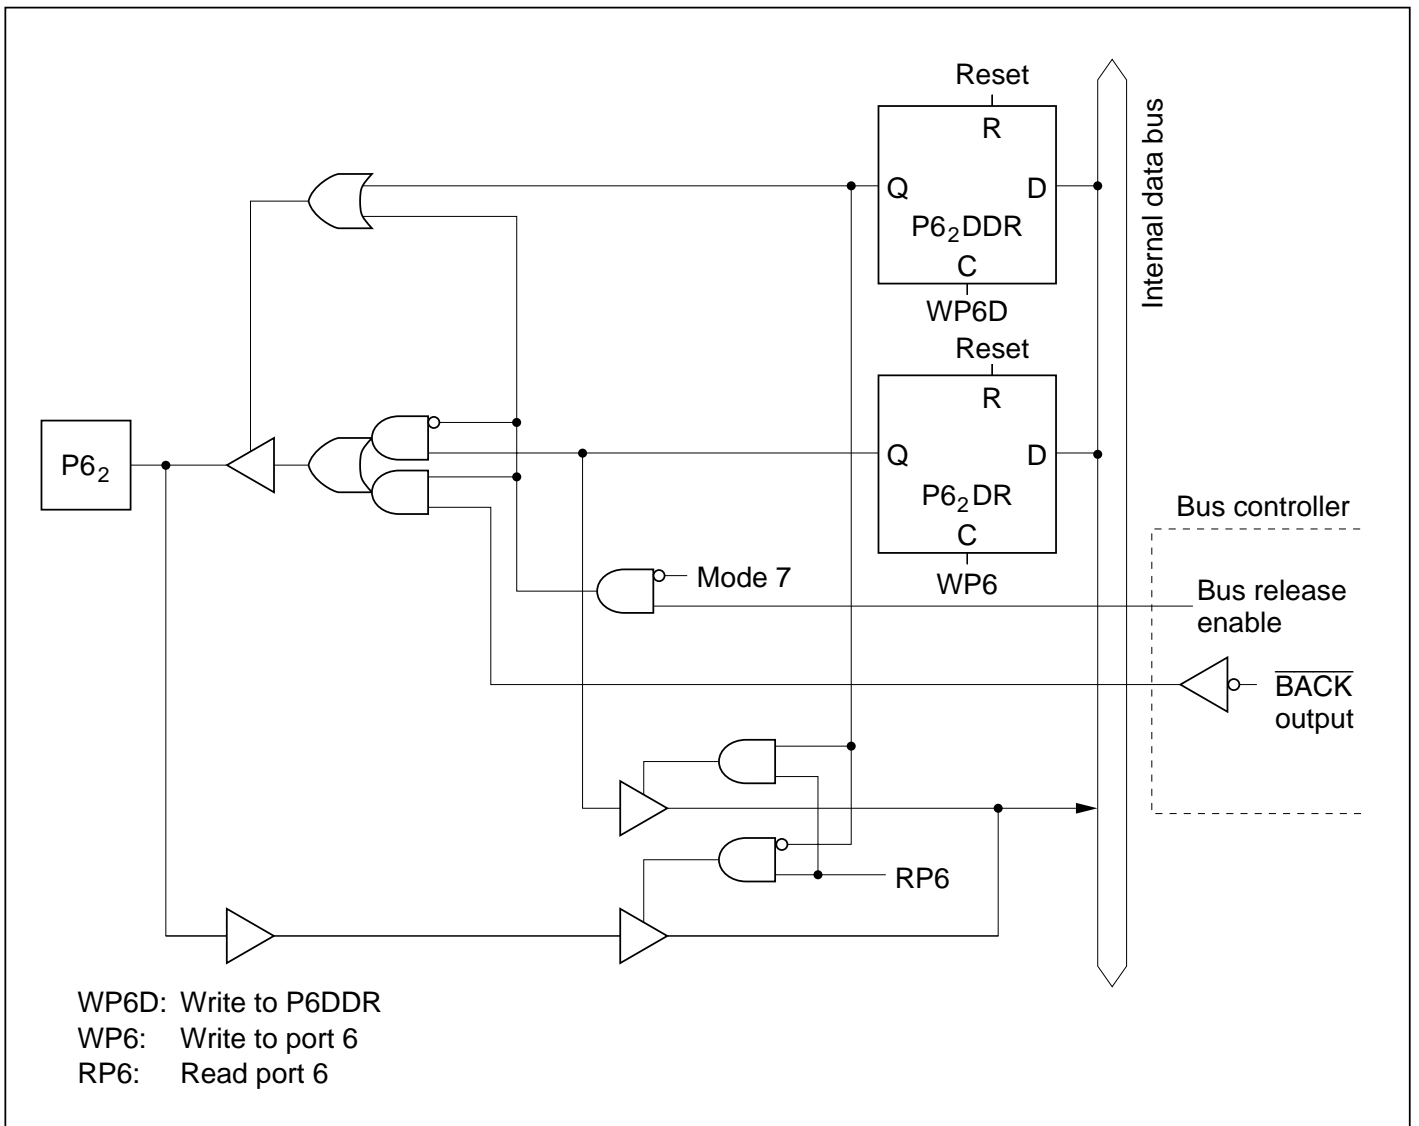 Reset
R
Q D
P6₂DDR
C
WP6D
Internal data bus
Reset
R
Q D
P6₂DR
C
WP6
P6₂
Bus controller
Mode 7
Bus release
enable
B̅A̅C̅K̅
output
RP6
WP6D: Write to P6DDR
WP6: Write to port 6
RP6: Read port 6